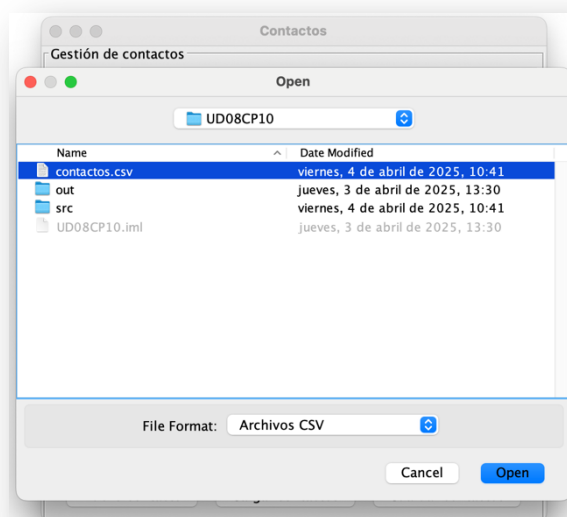 Contactos
Gestión de contactos
Open
UD08CP10
Name Date Modified
contactos.csv viernes, 4 de abril de 2025, 10:41
out jueves, 3 de abril de 2025, 13:30
src viernes, 4 de abril de 2025, 10:41
UD08CP10.iml jueves, 3 de abril de 2025, 13:30
File Format: Archivos CSV
Cancel Open